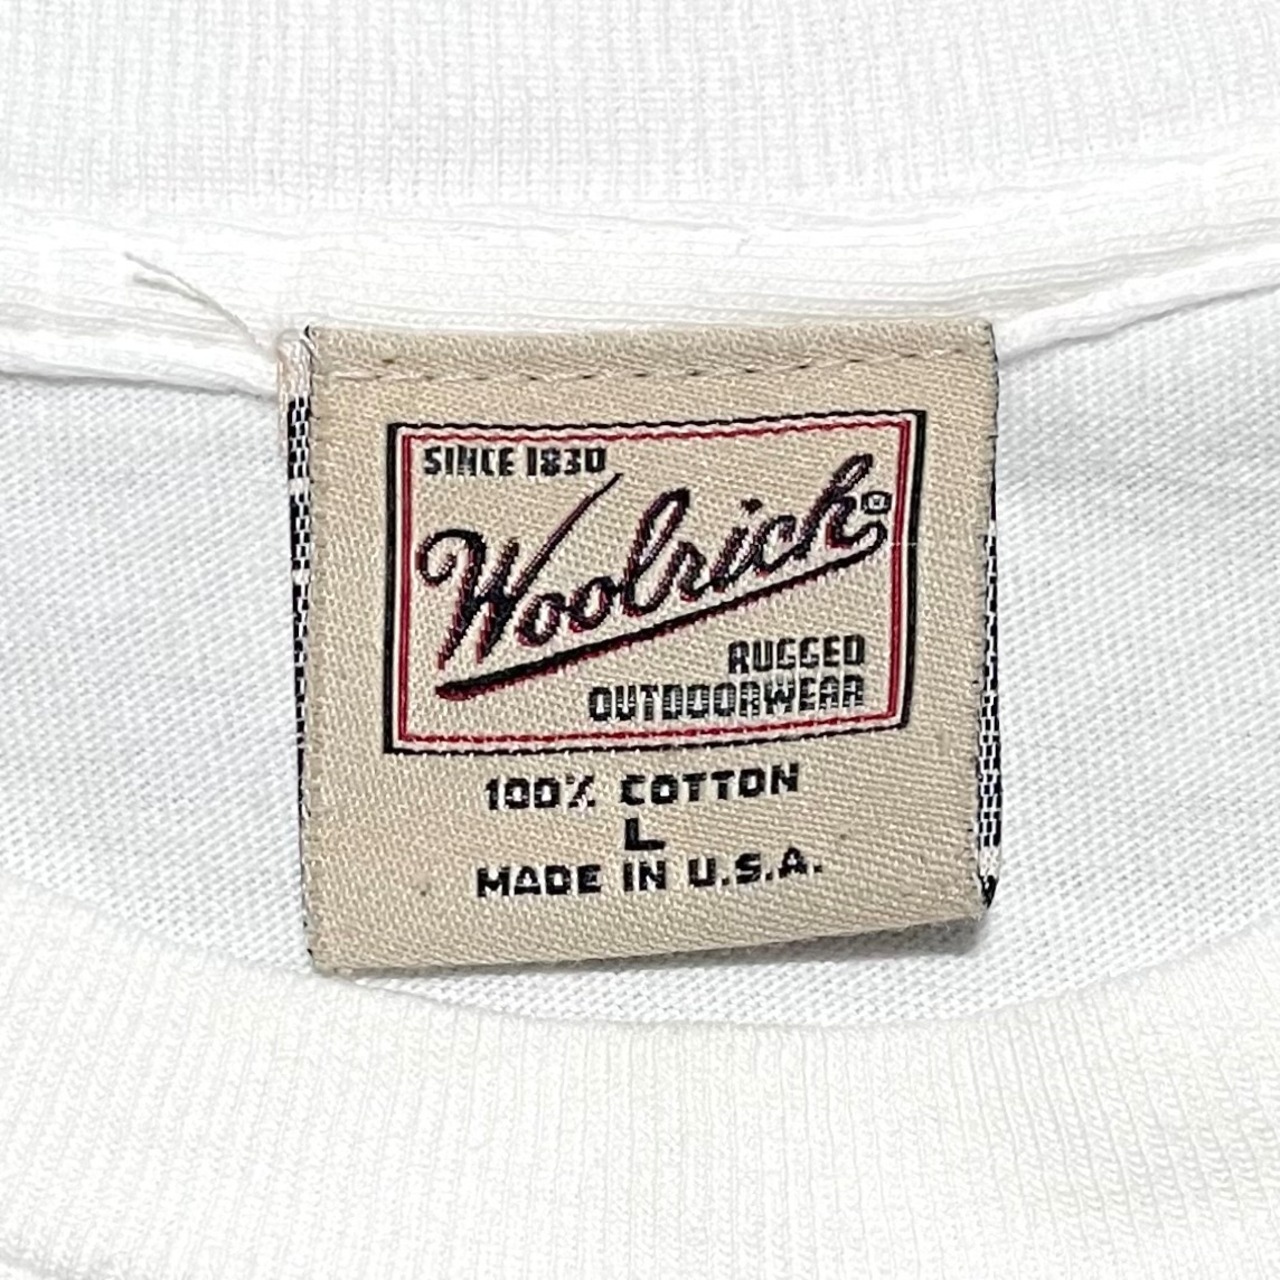 SINCE 1830
Woolrich®
RUGGED
OUTDOORWEAR
100% COTTON
L
MADE IN U.S.A.